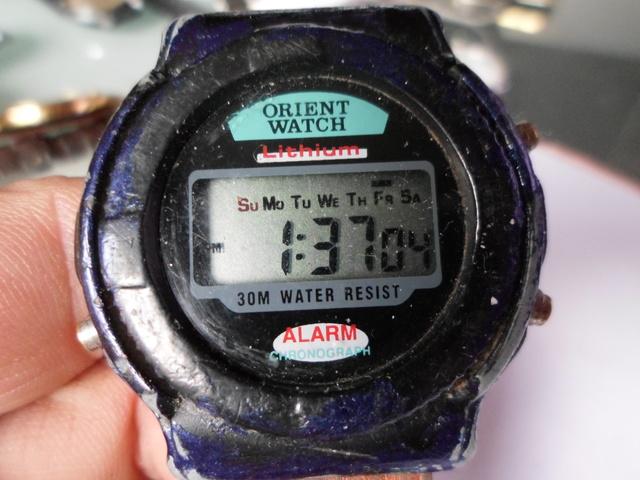 ORIENT
WATCH
Lithium
SU MO TU WE TH FR SA
1:37 04
30M WATER RESIST
ALARM
CHRONOGRAPH